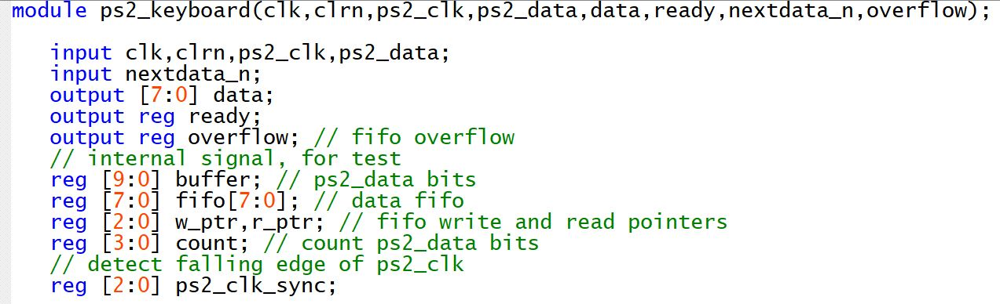 module ps2_keyboard(clk,clrn,ps2_clk,ps2_data,data,ready,nextdata_n,overflow);
input clk,clrn,ps2_clk,ps2_data;
input nextdata_n;
output [7:0] data;
output reg ready;
output reg overflow; // fifo overflow
// internal signal, for test
reg [9:0] buffer; // ps2_data bits
reg [7:0] fifo[7:0]; // data fifo
reg [2:0] w_ptr,r_ptr; // fifo write and read pointers
reg [3:0] count; // count ps2_data bits
// detect falling edge of ps2_clk
reg [2:0] ps2_clk_sync;